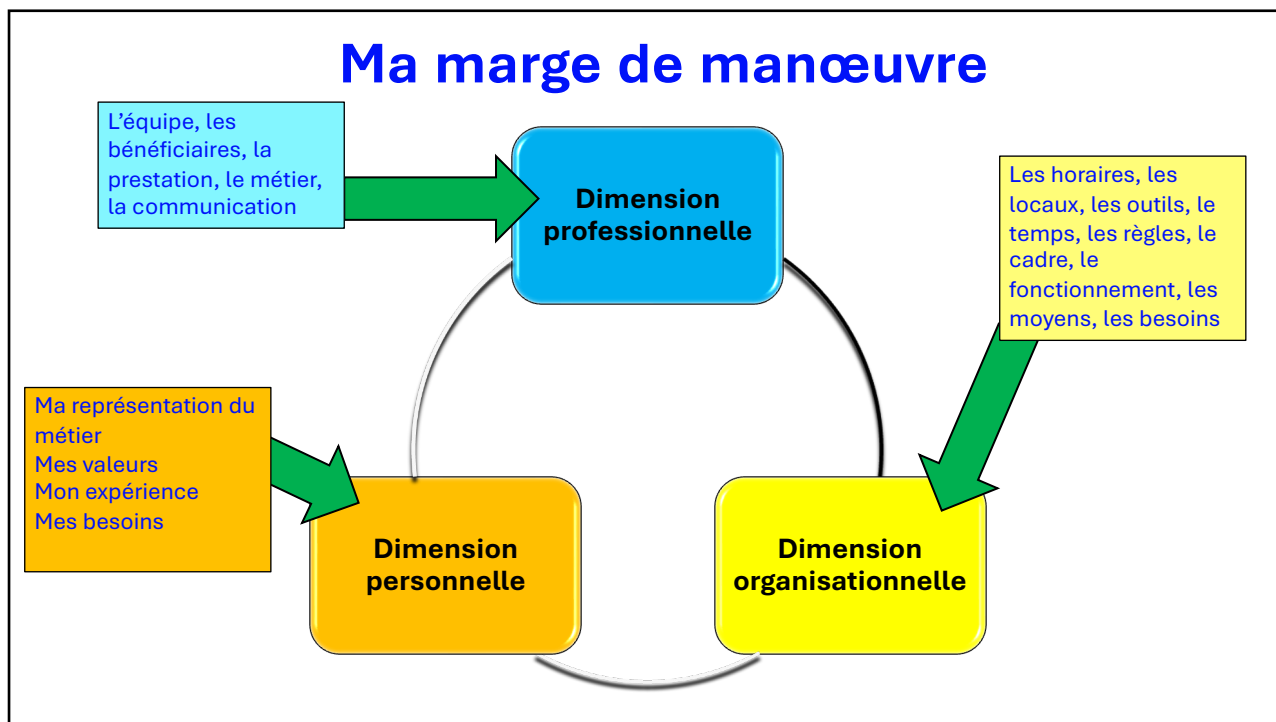 Ma marge de manœuvre
L’équipe, les
bénéficiaires, la
prestation, le métier,
la communication
Dimension
professionnelle
Les horaires, les
locaux, les outils, le
temps, les règles, le
cadre, le
fonctionnement, les
moyens, les besoins
Ma représentation du
métier
Mes valeurs
Mon expérience
Mes besoins
Dimension
personnelle
Dimension
organisationnelle